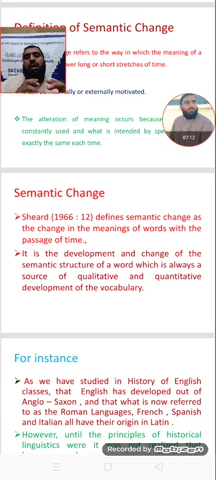 Definition of Semantic Change
ge refers to the way in which the meaning of a
over long or short stretches of time.
ally or externally motivated.
The alteration of meaning occurs because
constantly used and what is intended by spe
exactly the same each time.
07:12
Semantic Change
Sheard (1966 : 12) defines semantic change as
the change in the meanings of words with the
passage of time.,
It is the development and change of the
semantic structure of a word which is always a
source of qualitative and quantitative
development of the vocabulary.
For instance
As we have studied in History of English
classes, that English has developed out of
Anglo – Saxon, and that what is now referred
to as the Roman Languages, French , Spanish
and Italian all have their origin in Latin .
However, until the principles of historical
linguistics were
RECORDED WITH
Mobizen